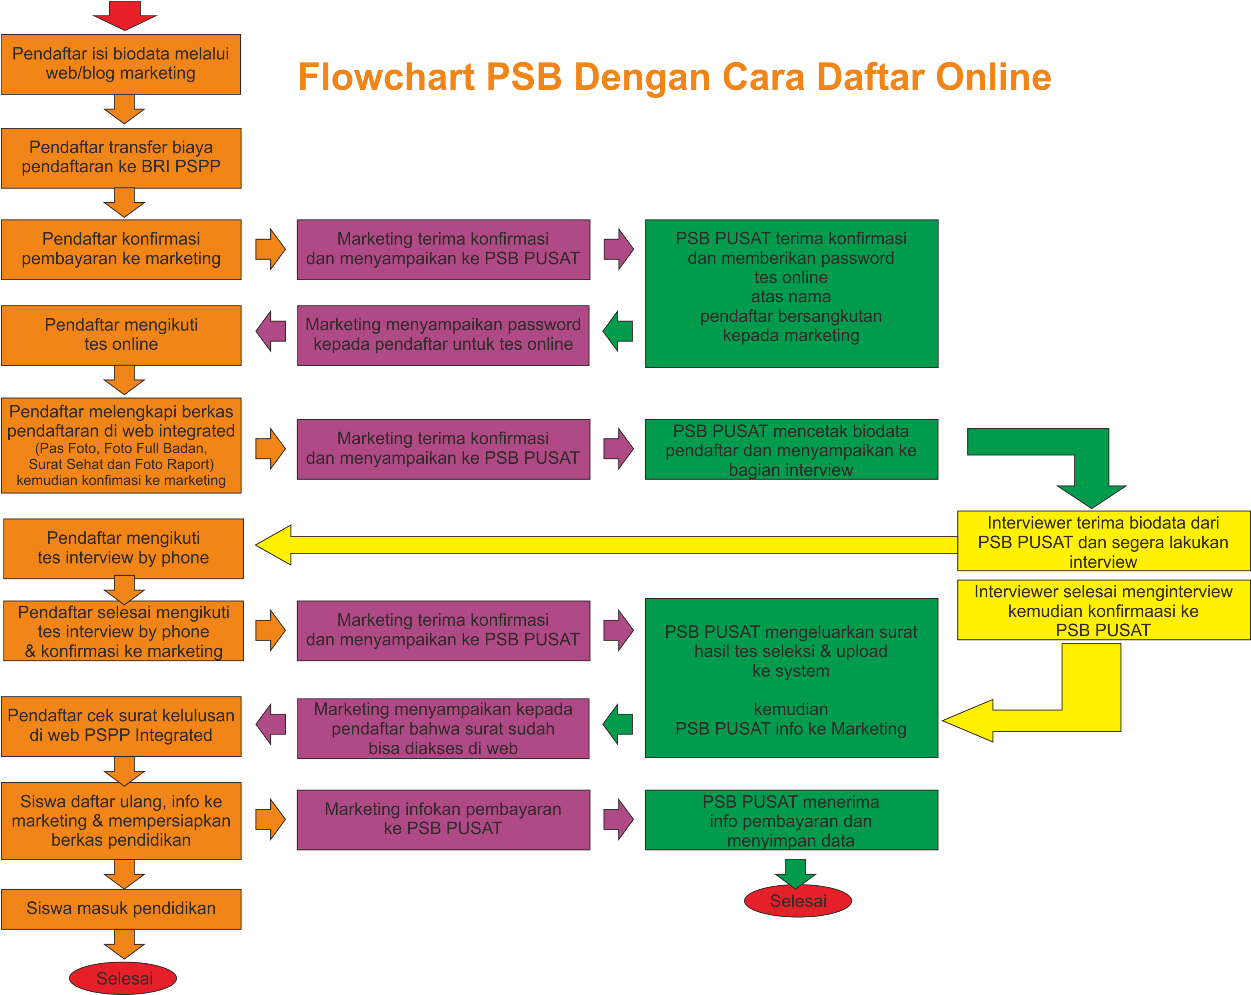 Flowchart PSB Dengan Cara Daftar Online
Pendaftar isi biodata melalui
web/blog marketing
Pendaftar transfer biaya
pendaftaran ke BRI PSPP
Pendaftar konfirmasi
pembayaran ke marketing
Marketing terima konfirmasi
dan menyampaikan ke PSB PUSAT
PSB PUSAT terima konfirmasi
dan memberikan password
tes online
atas nama
pendaftar bersangkutan
kepada marketing
Marketing menyampaikan password
kepada pendaftar untuk tes online
Pendaftar mengikuti
tes online
Pendaftar melengkapi berkas
pendaftaran di web integrated
(Pas Foto, Foto Full Badan,
Surat Sehat dan Foto Raport)
kemudian konfimasi ke marketing
Marketing terima konfirmasi
dan menyampaikan ke PSB PUSAT
PSB PUSAT mencetak biodata
pendaftar dan menyampaikan ke
bagian interview
Interviewer terima biodata dari
PSB PUSAT dan segera lakukan
interview
Pendaftar mengikuti
tes interview by phone
Interviewer selesai menginterview
kemudian konfirmaasi ke
PSB PUSAT
Pendaftar selesai mengikuti
tes interview by phone
& konfirmasi ke marketing
Marketing terima konfirmasi
dan menyampaikan ke PSB PUSAT
PSB PUSAT mengeluarkan surat
hasil tes seleksi & upload
ke system
kemudian
PSB PUSAT info ke Marketing
Marketing menyampaikan kepada
pendaftar bahwa surat sudah
bisa diakses di web
Pendaftar cek surat kelulusan
di web PSPP Integrated
Siswa daftar ulang, info ke
marketing & mempersiapkan
berkas pendidikan
Marketing infokan pembayaran
ke PSB PUSAT
PSB PUSAT menerima
info pembayaran dan
menyimpan data
Selesai
Siswa masuk pendidikan
Selesai